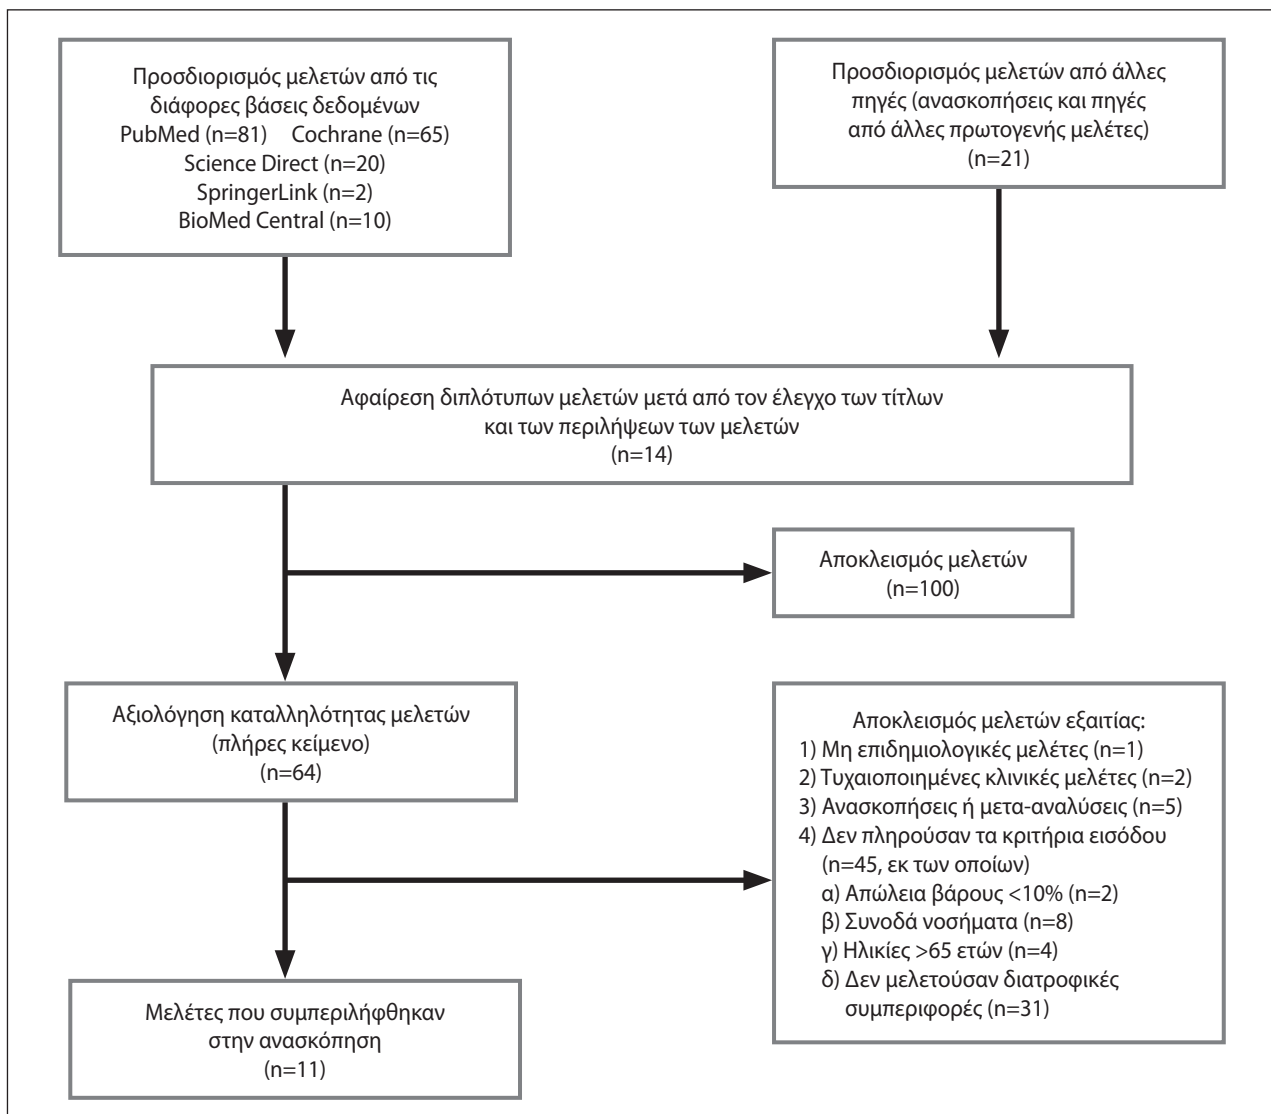 Προσδιορισμός μελετών από τις
διάφορες βάσεις δεδομένων
PubMed (n=81) Cochrane (n=65)
Science Direct (n=20)
SpringerLink (n=2)
BioMed Central (n=10)
Προσδιορισμός μελετών από άλλες
πηγές (ανασκοπήσεις και πηγές
από άλλες πρωτογενής μελέτες)
(n=21)
Αφαίρεση διπλότυπων μελετών μετά από τον έλεγχο των τίτλων
και των περιλήψεων των μελετών
(n=14)
Αποκλεισμός μελετών
(n=100)
Αξιολόγηση καταλληλότητας μελετών
(πλήρες κείμενο)
(n=64)
Αποκλεισμός μελετών εξαιτίας:
1) Μη επιδημιολογικές μελέτες (n=1)
2) Τυχαιοποιημένες κλινικές μελέτες (n=2)
3) Ανασκοπήσεις ή μετα-αναλύσεις (n=5)
4) Δεν πληρούσαν τα κριτήρια εισόδου
(n=45, εκ των οποίων)
α) Απώλεια βάρους <10% (n=2)
β) Συνοδά νοσήματα (n=8)
γ) Ηλικίες >65 ετών (n=4)
δ) Δεν μελετούσαν διατροφικές
συμπεριφορές (n=31)
Μελέτες που συμπεριλήφθηκαν
στην ανασκόπηση
(n=11)